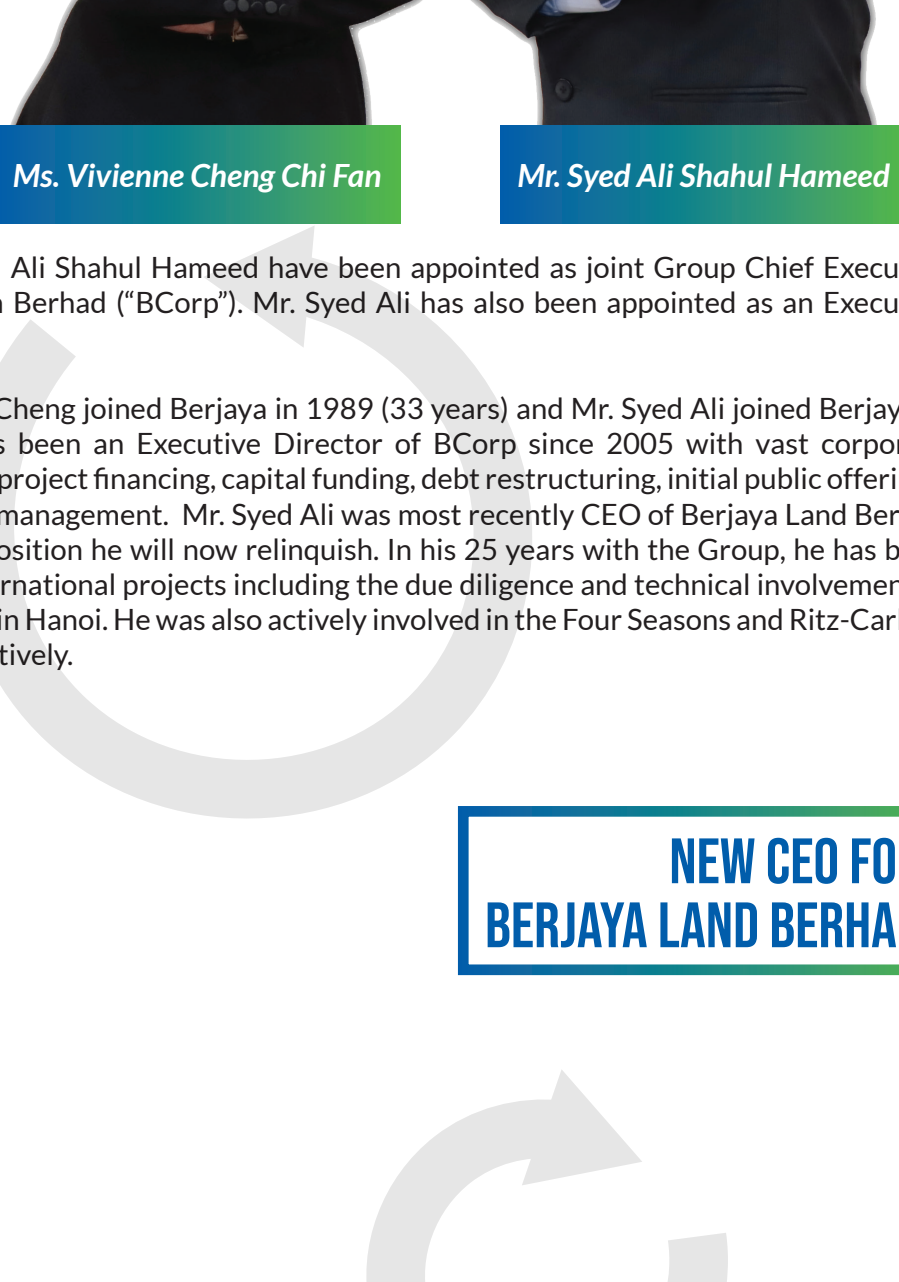 Ms. Vivienne Cheng Chi Fan
Mr. Syed Ali Shahul Hameed
Ali Shahul Hameed have been appointed as joint Group Chief Execu
Berhad (“BCorp”). Mr. Syed Ali has also been appointed as an Execu
Cheng joined Berjaya in 1989 (33 years) and Mr. Syed Ali joined Berjay
s been an Executive Director of BCorp since 2005 with vast corpor
project financing, capital funding, debt restructuring, initial public offeri
management. Mr. Syed Ali was most recently CEO of Berjaya Land Ber
osition he will now relinquish. In his 25 years with the Group, he has b
rnational projects including the due diligence and technical involvemen
in Hanoi. He was also actively involved in the Four Seasons and Ritz-Carl
tively.
NEW CEO FO
BERJAYA LAND BERHA